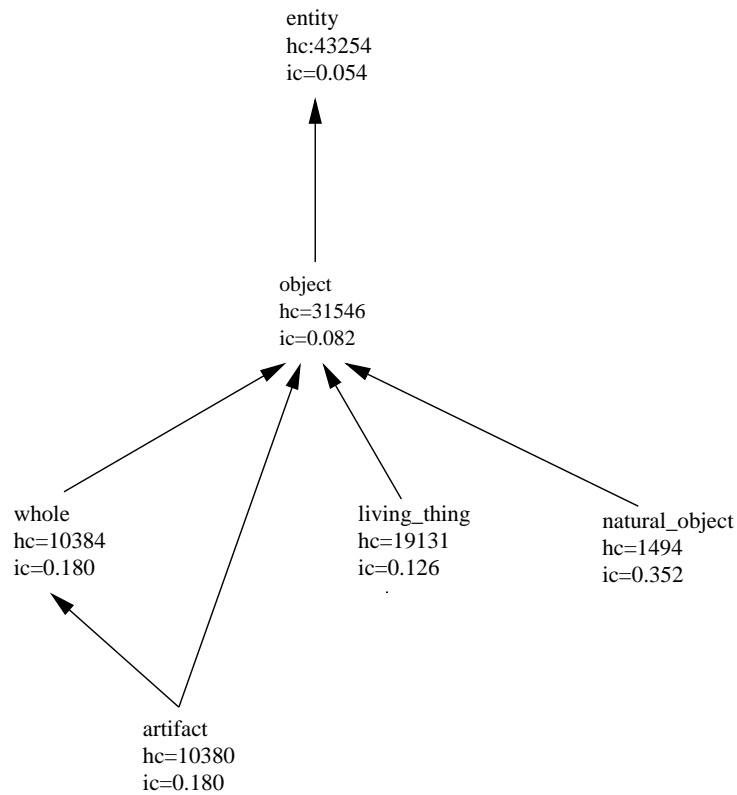 entity
hc:43254
ic=0.054
object
hc=31546
ic=0.082
whole
hc=10384
ic=0.180
living_thing
hc=19131
ic=0.126
natural_object
hc=1494
ic=0.352
artifact
hc=10380
ic=0.180